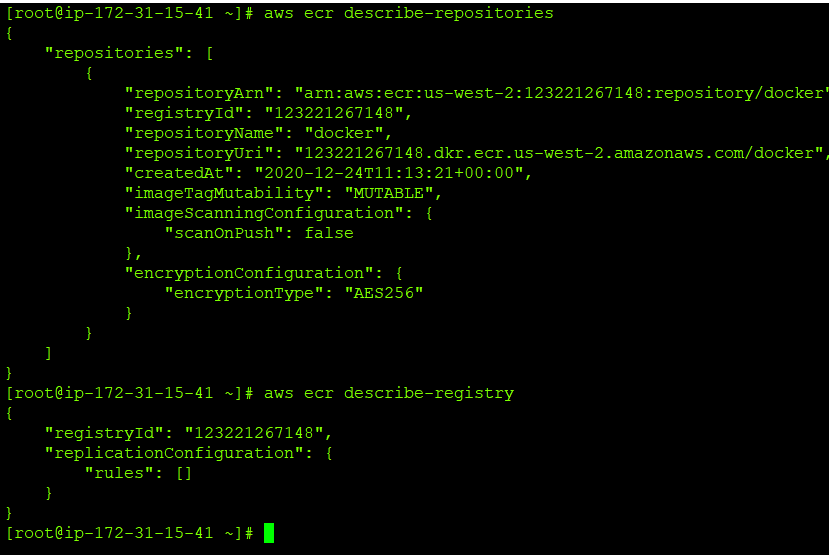 [root@ip-172-31-15-41 ~]# aws ecr describe-repositories
{
    "repositories": [
        {
            "repositoryArn": "arn:aws:ecr:us-west-2:123221267148:repository/docker"
            "registryId": "123221267148",
            "repositoryName": "docker",
            "repositoryUri": "123221267148.dkr.ecr.us-west-2.amazonaws.com/docker",
            "createdAt": "2020-12-24T11:13:21+00:00",
            "imageTagMutability": "MUTABLE",
            "imageScanningConfiguration": {
                "scanOnPush": false
            },
            "encryptionConfiguration": {
                "encryptionType": "AES256"
            }
        }
    ]
}
[root@ip-172-31-15-41 ~]# aws ecr describe-registry
{
    "registryId": "123221267148",
    "replicationConfiguration": {
        "rules": []
    }
}
[root@ip-172-31-15-41 ~]#